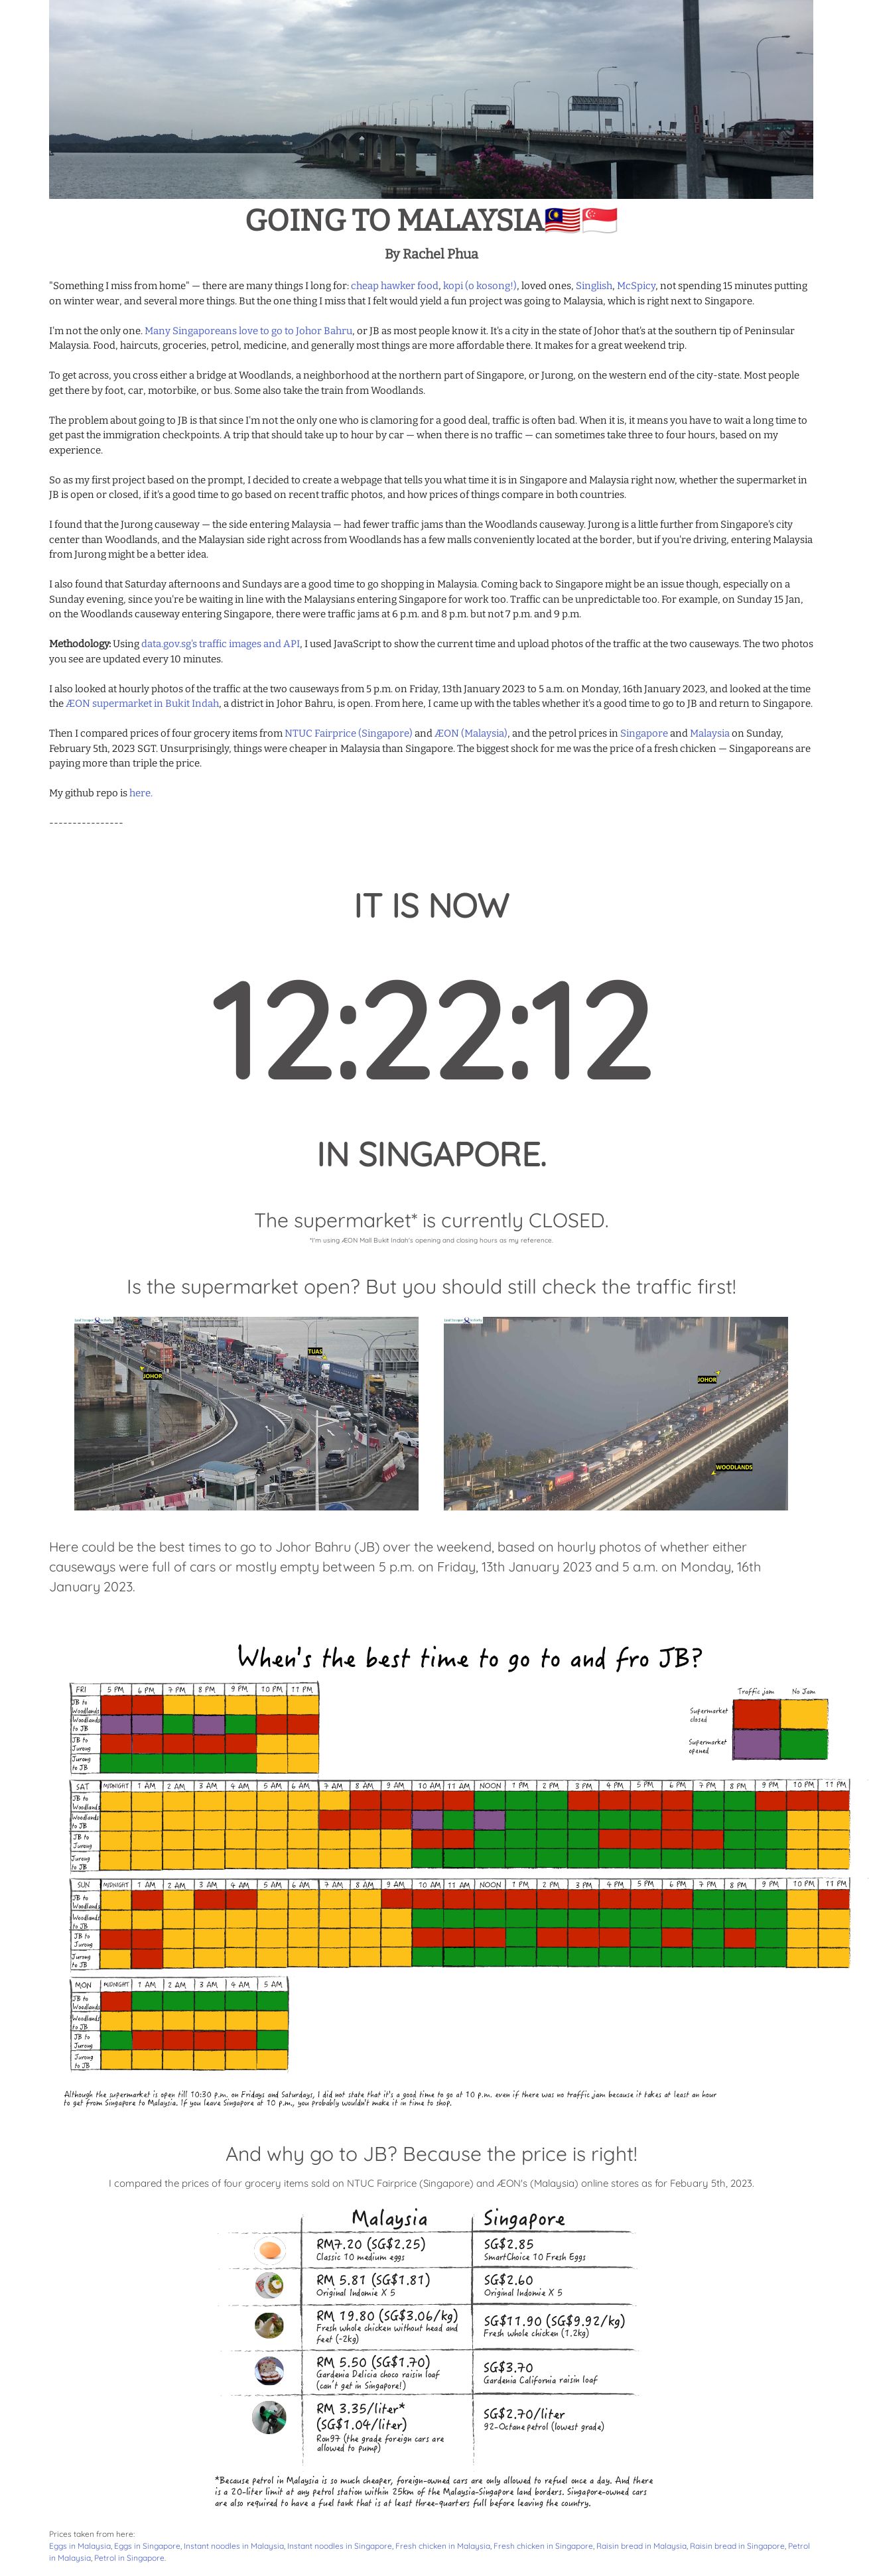 GOING TO MALAYSIA🇲🇾🇸🇬
By Rachel Phua
"Something I miss from home" — there are many things I long for: cheap hawker food, kopi (o kosong!), loved ones, Singlish, McSpicy, not spending 15 minutes putting
on winter wear, and several more things. But the one thing I miss that I felt would yield a fun project was going to Malaysia, which is right next to Singapore.
I'm not the only one. Many Singaporeans love to go to Johor Bahru, or JB as most people know it. It's a city in the state of Johor that's at the southern tip of Peninsular
Malaysia. Food, haircuts, groceries, petrol, medicine, and generally most things are more affordable there. It makes for a great weekend trip.
To get across, you cross either a bridge at Woodlands, a neighborhood at the northern part of Singapore, or Jurong, on the western end of the city-state. Most people
get there by foot, car, motorbike, or bus. Some also take the train from Woodlands.
The problem about going to JB is that since I'm not the only one who is clamoring for a good deal, traffic is often bad. When it is, it means you have to wait a long time to
get past the immigration checkpoints. A trip that should take up to hour by car — when there is no traffic — can sometimes take three to four hours, based on my
experience.
So as my first project based on the prompt, I decided to create a webpage that tells you what time it is in Singapore and Malaysia right now, whether the supermarket in
JB is open or closed, if it's a good time to go based on recent traffic photos, and how prices of things compare in both countries.
I found that the Jurong causeway — the side entering Malaysia — had fewer traffic jams than the Woodlands causeway. Jurong is a little further from Singapore's city
center than Woodlands, and the Malaysian side right across from Woodlands has a few malls conveniently located at the border, but if you're driving, entering Malaysia
from Jurong might be a better idea.
I also found that Saturday afternoons and Sundays are a good time to go shopping in Malaysia. Coming back to Singapore might be an issue though, especially on a
Sunday evening, since you're be waiting in line with the Malaysians entering Singapore for work too. Traffic can be unpredictable too. For example, on Sunday 15 Jan,
on the Woodlands causeway entering Singapore, there were traffic jams at 6 p.m. and 8 p.m. but not 7 p.m. and 9 p.m.
Methodology: Using data.gov.sg's traffic images and API, I used JavaScript to show the current time and upload photos of the traffic at the two causeways. The two photos
you see are updated every 10 minutes.
I also looked at hourly photos of the traffic at the two causeways from 5 p.m. on Friday, 13th January 2023 to 5 a.m. on Monday, 16th January 2023, and looked at the time
the ÆON supermarket in Bukit Indah, a district in Johor Bahru, is open. From here, I came up with the tables whether it's a good time to go to JB and return to Singapore.
Then I compared prices of four grocery items from NTUC Fairprice (Singapore) and ÆON (Malaysia), and the petrol prices in Singapore and Malaysia on Sunday,
February 5th, 2023 SGT. Unsurprisingly, things were cheaper in Malaysia than Singapore. The biggest shock for me was the price of a fresh chicken — Singaporeans are
paying more than triple the price.
My github repo is here.
----------------
IT IS NOW
12:22:12
IN SINGAPORE.
The supermarket* is currently CLOSED.
*I'm using ÆON Mall Bukit Indah's opening and closing hours as my reference.
Is the supermarket open? But you should still check the traffic first!
JOHOR
TUAS
JOHOR
WOODLANDS
Here could be the best times to go to Johor Bahru (JB) over the weekend, based on hourly photos of whether either
causeways were full of cars or mostly empty between 5 p.m. on Friday, 13th January 2023 and 5 a.m. on Monday, 16th
January 2023.
When's the best time to go to and fro JB?
Traffic jam No Jam
Supermarket closed
Supermarket opened
FRI 5 PM 6 PM 7 PM 8 PM 9 PM 10 PM 11 PM
JB to Woodlands
Woodlands to JB
JB to Jurong
Jurong to JB
SAT MIDNIGHT 1 AM 2 AM 3 AM 4 AM 5 AM 6 AM 7 AM 8 AM 9 AM 10 AM 11 AM NOON 1 PM 2 PM 3 PM 4 PM 5 PM 6 PM 7 PM 8 PM 9 PM 10 PM 11 PM
JB to Woodlands
Woodlands to JB
JB to Jurong
Jurong to JB
SUN MIDNIGHT 1 AM 2 AM 3 AM 4 AM 5 AM 6 AM 7 AM 8 AM 9 AM 10 AM 11 AM NOON 1 PM 2 PM 3 PM 4 PM 5 PM 6 PM 7 PM 8 PM 9 PM 10 PM 11 PM
JB to Woodlands
Woodlands to JB
JB to Jurong
Jurong to JB
MON MIDNIGHT 1 AM 2 AM 3 AM 4 AM 5 AM
JB to Woodlands
Woodlands to JB
JB to Jurong
Jurong to JB
Although the supermarket is open till 10:30 p.m. on Fridays and Saturdays, I did not state that it's a good time to go at 10 p.m. even if there was no traffic jam because it takes at least an hour
to get from Singapore to Malaysia. If you leave Singapore at 10 p.m., you probably wouldn't make it in time to shop.
And why go to JB? Because the price is right!
I compared the prices of four grocery items sold on NTUC Fairprice (Singapore) and ÆON's (Malaysia) online stores as for Febuary 5th, 2023.
Malaysia Singapore
RM7.20 (SG$2.25)
Classic 10 medium eggs
SG$2.85
SmartChoice 10 Fresh Eggs
RM 5.81 (SG$1.81)
Original Indomie X 5
SG$2.60
Original Indomie X 5
RM 19.80 (SG$3.06/kg)
Fresh whole chicken without head and
feet (~2kg)
SG$11.90 (SG$9.92/kg)
Fresh whole chicken (1.2kg)
RM 5.50 (SG$1.70)
Gardenia Delicia choco raisin loaf
(can't get in Singapore!)
SG$3.70
Gardenia California raisin loaf
RM 3.35/liter*
(SG$1.04/liter)
Ron97 (the grade foreign cars are
allowed to pump)
SG$2.70/liter
92-Octane petrol (lowest grade)
*Because petrol in Malaysia is so much cheaper, foreign-owned cars are only allowed to refuel once a day. And there
is a 20-liter limit at any petrol station within 25km of the Malaysia-Singapore land borders. Singapore-owned cars
are also required to have a fuel tank that is at least three-quarters full before leaving the country.
Prices taken from here:
Eggs in Malaysia, Eggs in Singapore, Instant noodles in Malaysia, Instant noodles in Singapore, Fresh chicken in Malaysia, Fresh chicken in Singapore, Raisin bread in Malaysia, Raisin bread in Singapore, Petrol
in Malaysia, Petrol in Singapore.